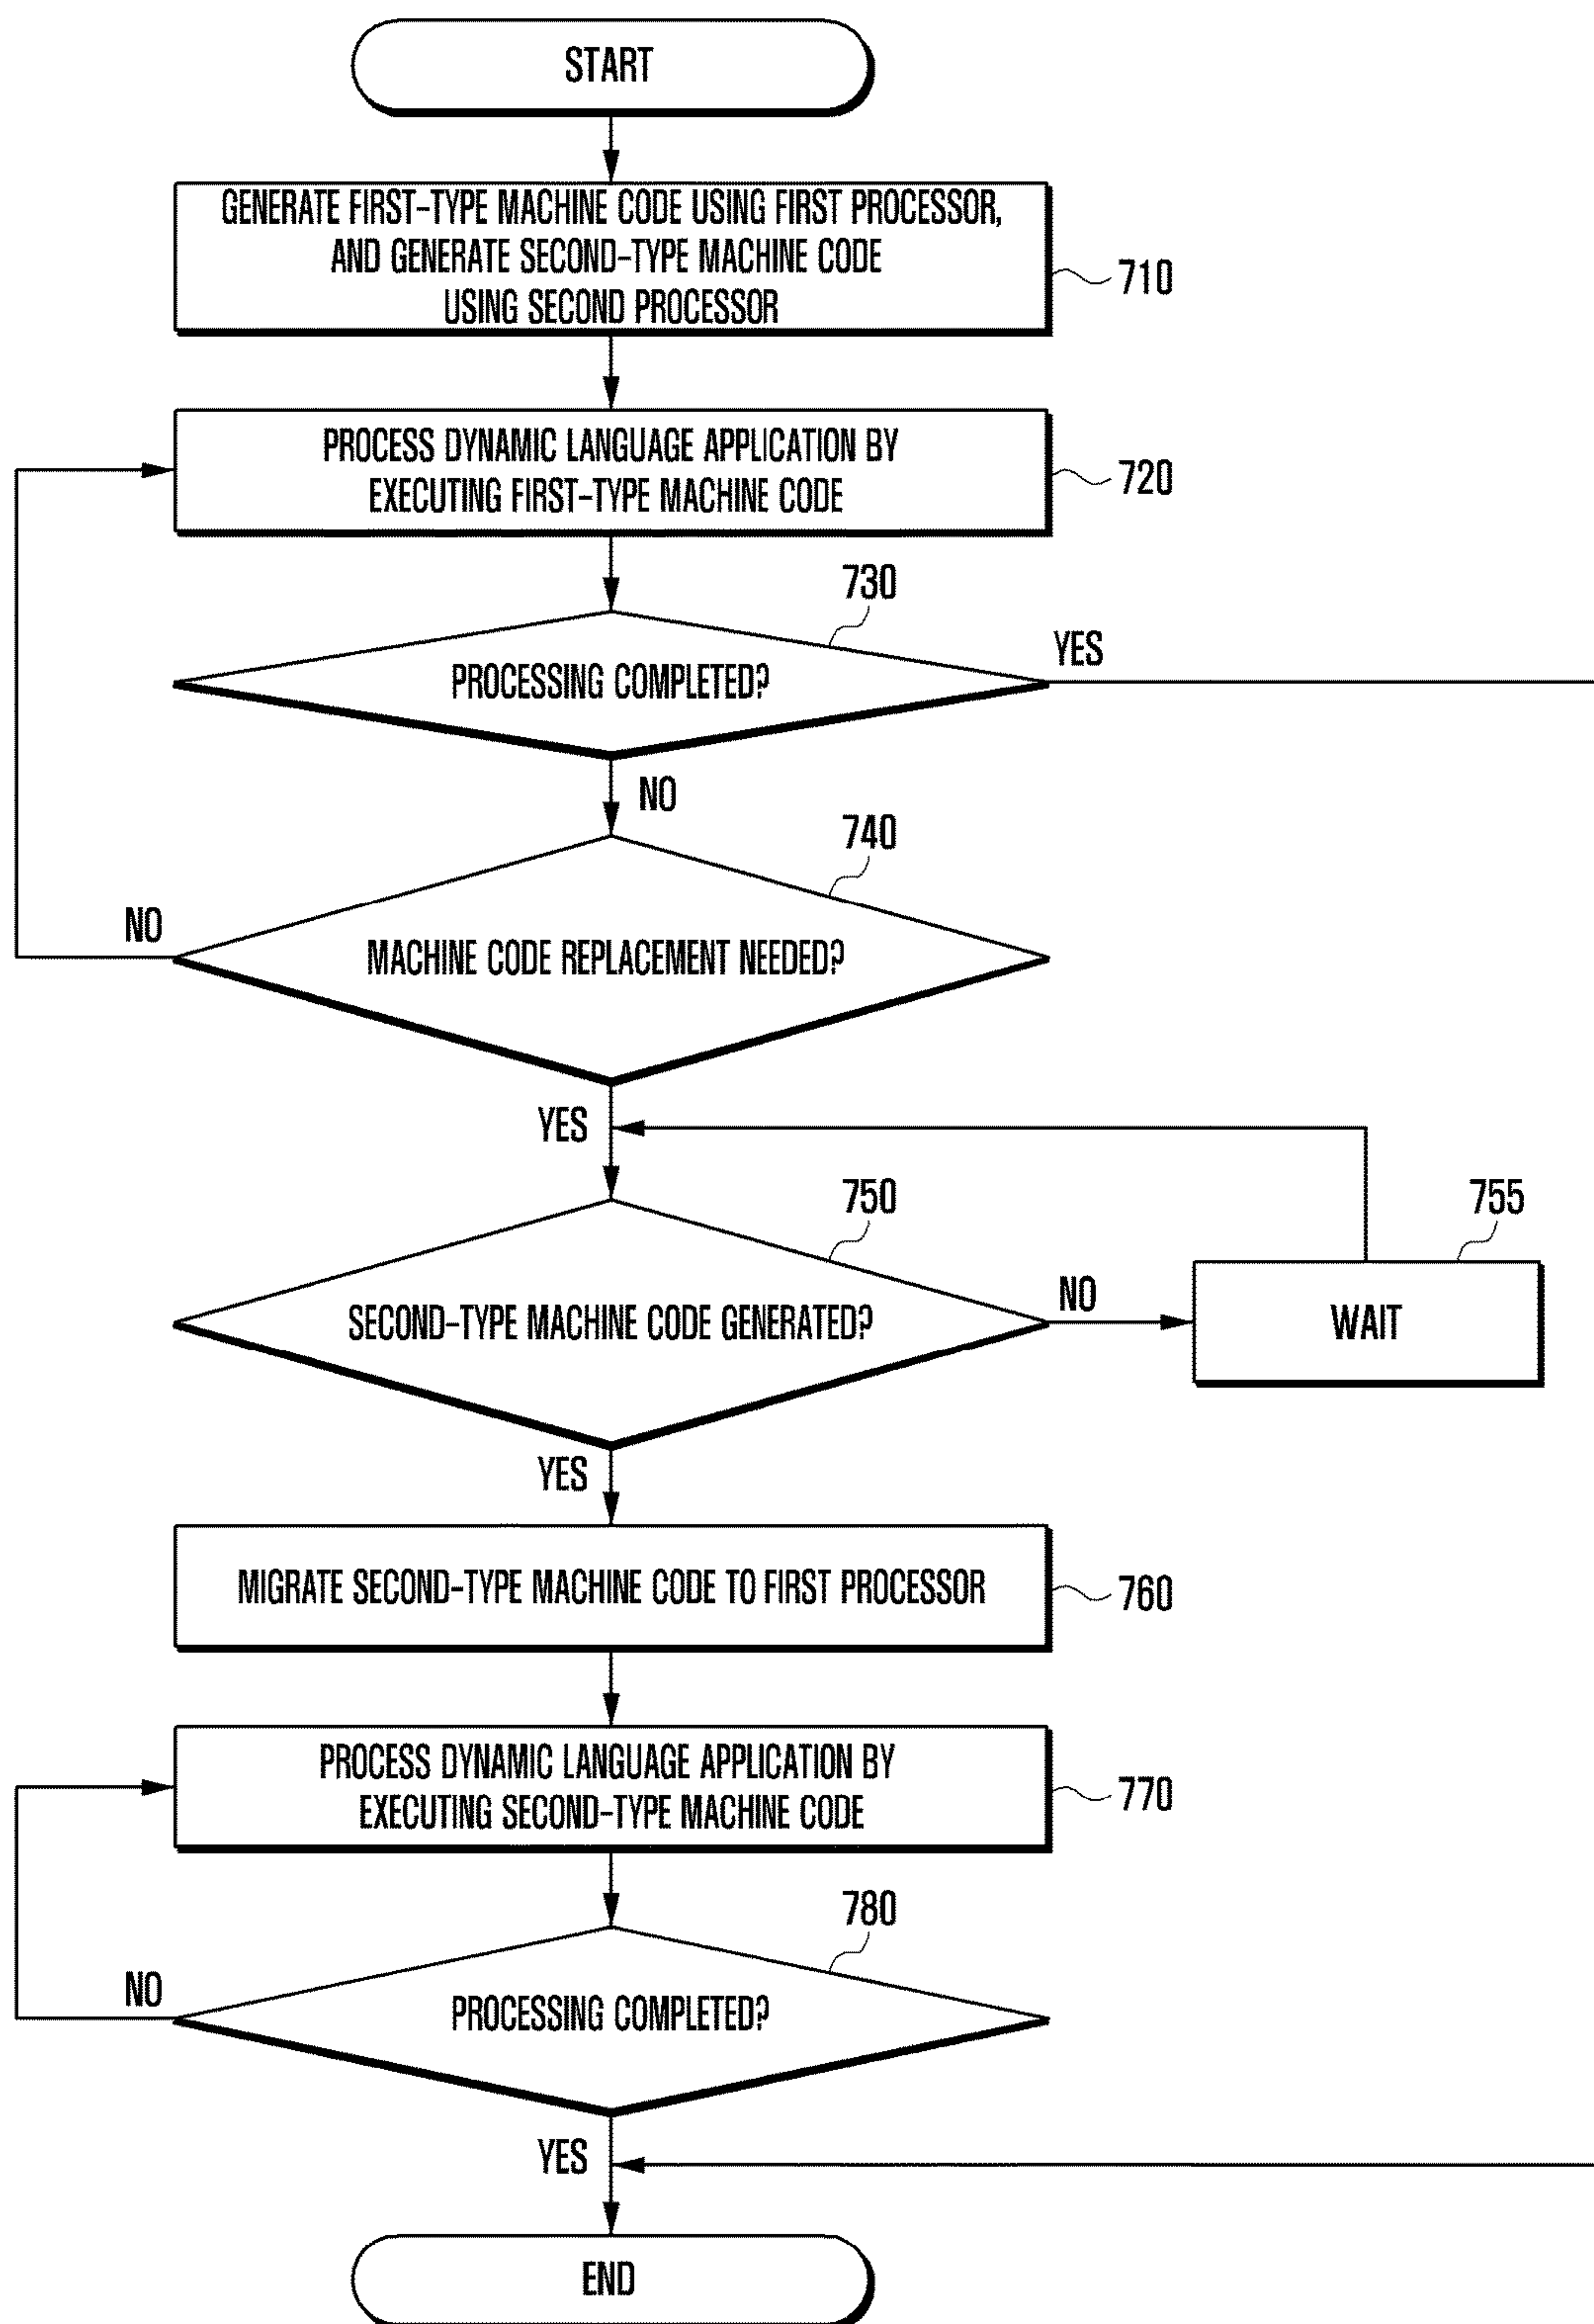 START
GENERATE FIRST-TYPE MACHINE CODE USING FIRST PROCESSOR,
AND GENERATE SECOND-TYPE MACHINE CODE
USING SECOND PROCESSOR
710
PROCESS DYNAMIC LANGUAGE APPLICATION BY
EXECUTING FIRST-TYPE MACHINE CODE
720
730
PROCESSING COMPLETED?
YES
NO
740
MACHINE CODE REPLACEMENT NEEDED?
NO
YES
750
755
SECOND-TYPE MACHINE CODE GENERATED?
NO
WAIT
YES
MIGRATE SECOND-TYPE MACHINE CODE TO FIRST PROCESSOR
760
PROCESS DYNAMIC LANGUAGE APPLICATION BY
EXECUTING SECOND-TYPE MACHINE CODE
770
780
NO
PROCESSING COMPLETED?
YES
END